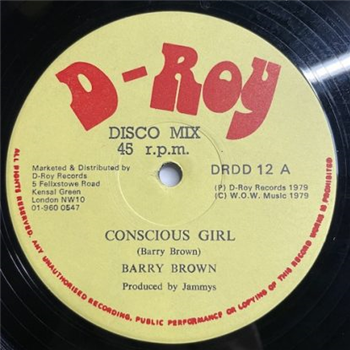 D-Roy
DISCO MIX
45 r.p.m.
Marketed & Distributed by
D-Roy Records
5 Felixstowe Road
Kensal Green
London NW10
01-960 0547
DRDD 12 A
(P) D-Roy Records 1979
(C) W.O.W. Music 1979
CONSCIOUS GIRL
(Barry Brown)
BARRY BROWN
Produced by Jammys
ALL RIGHTS RESERVED. ANY UNAUTHORISED RECORDING, PUBLIC PERFORMANCE OR COPYING OF THIS RECORD WORKS IS PROHIBITED